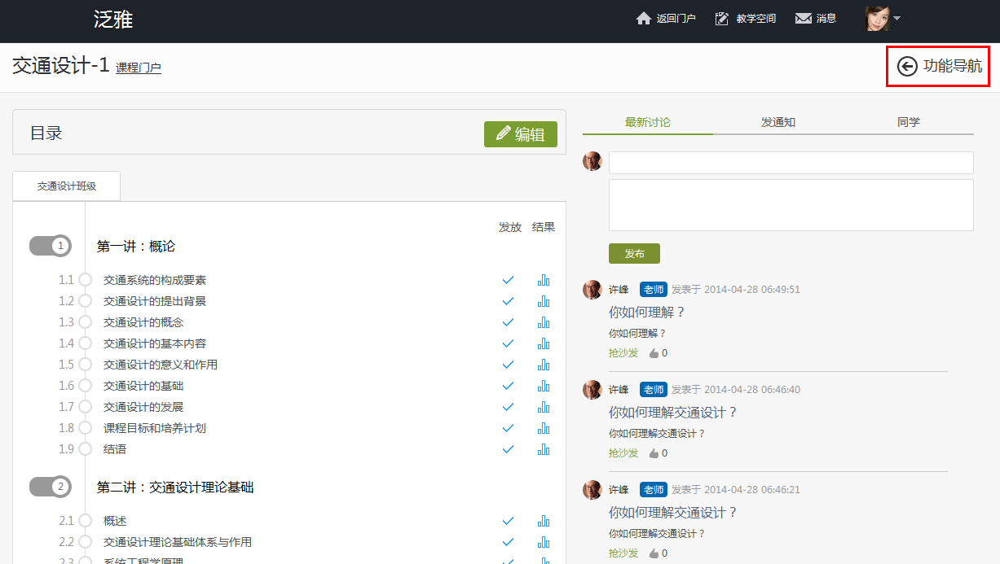 泛雅
返回门户 教学空间 消息
交通设计-1 课程门户
功能导航
目录
编辑
交通设计班级
发放 结果
1 第一讲：概论
1.1 交通系统的构成要素
1.2 交通设计的提出背景
1.3 交通设计的概念
1.4 交通设计的基本内容
1.5 交通设计的意义和作用
1.6 交通设计的基础
1.7 交通设计的发展
1.8 课程目标和培养计划
1.9 结语
2 第二讲：交通设计理论基础
2.1 概述
2.2 交通设计理论基础体系与作用
2.3 系统工程学原理
最新讨论 发通知 同学
发布
许峰 老师 发表于 2014-04-28 06:49:51
你如何理解？
你如何理解？
抢沙发 0
许峰 老师 发表于 2014-04-28 06:46:40
你如何理解交通设计？
你如何理解交通设计？
抢沙发 0
许峰 老师 发表于 2014-04-28 06:46:21
你如何理解交通设计？
你如何理解交通设计？
抢沙发 0